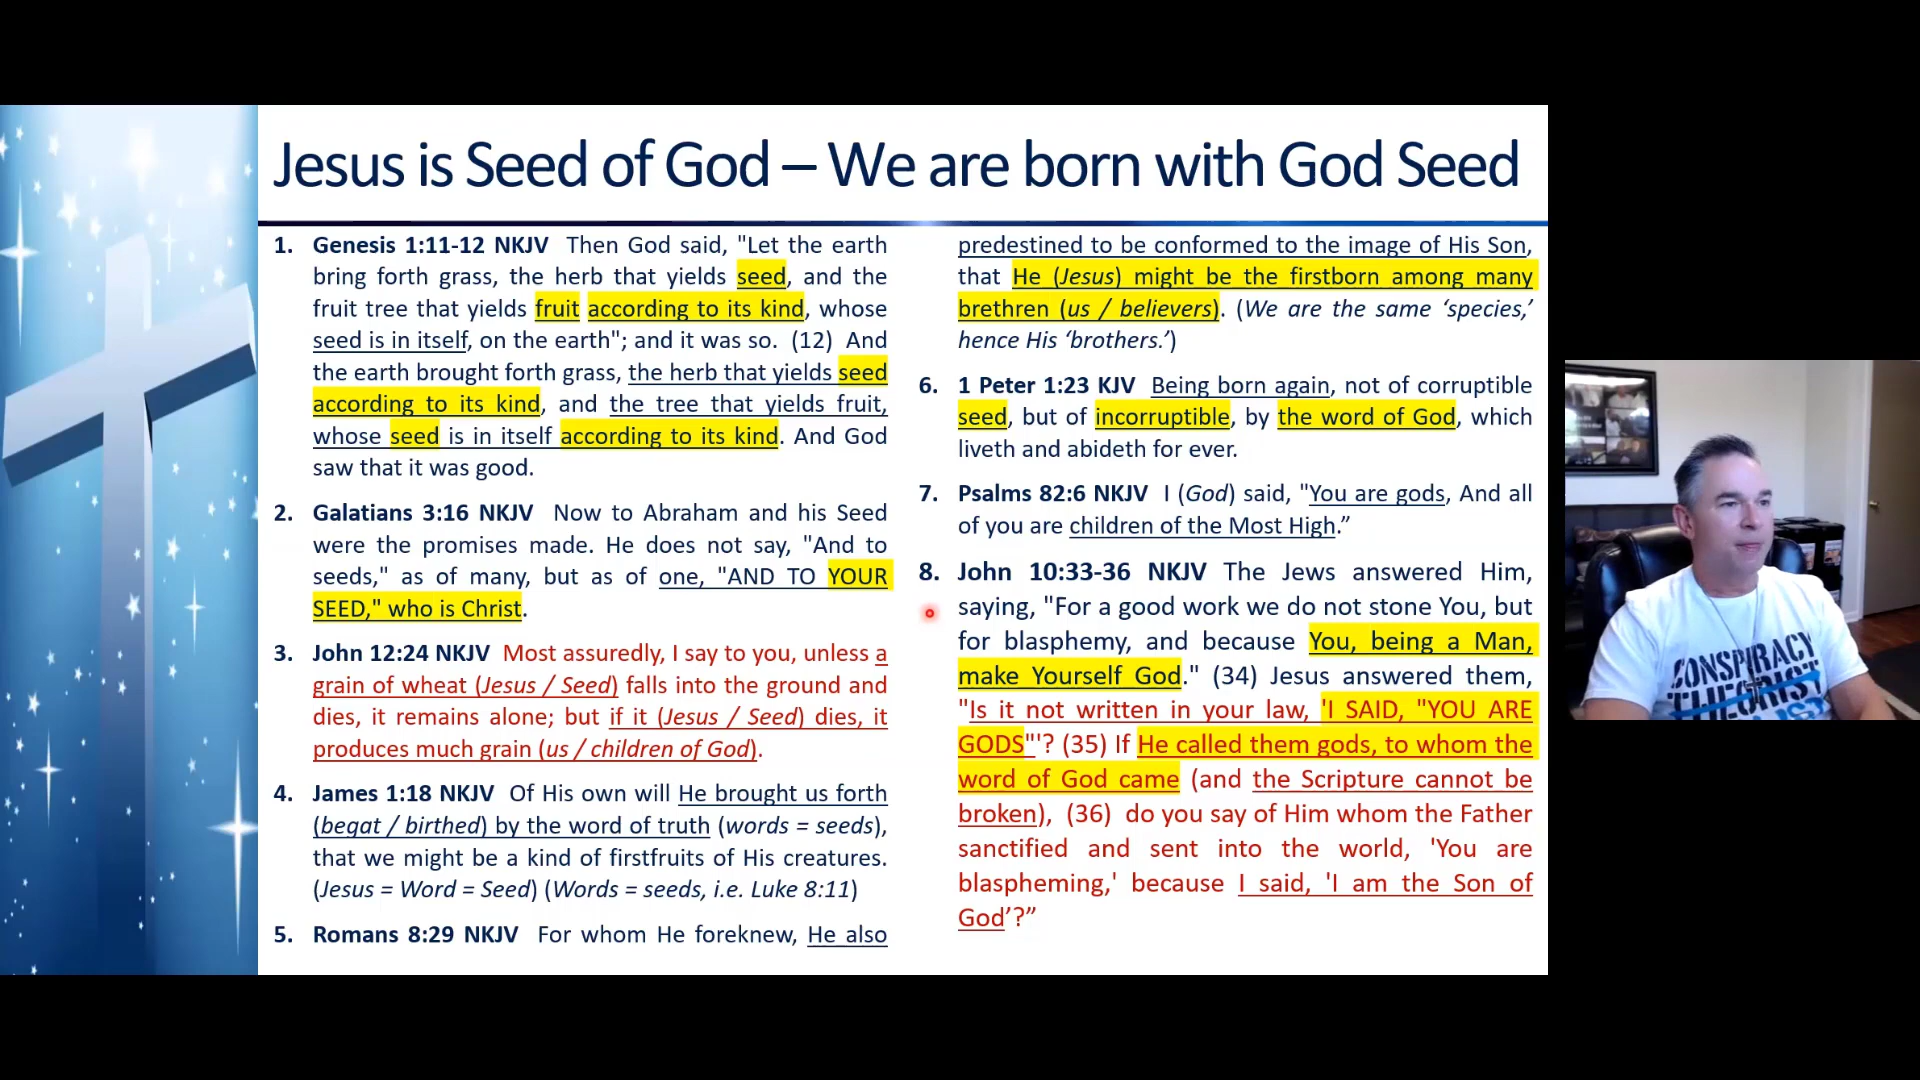 Jesus is Seed of God – We are born with God Seed
1. Genesis 1:11-12 NKJV Then God said, "Let the earth
bring forth grass, the herb that yields seed, and the
fruit tree that yields fruit according to its kind, whose
seed is in itself, on the earth"; and it was so. (12) And
the earth brought forth grass, the herb that yields seed
according to its kind, and the tree that yields fruit,
whose seed is in itself according to its kind. And God
saw that it was good.
2. Galatians 3:16 NKJV Now to Abraham and his Seed
were the promises made. He does not say, "And to
seeds," as of many, but as of one, "AND TO YOUR
SEED," who is Christ.
3. John 12:24 NKJV Most assuredly, I say to you, unless a
grain of wheat (Jesus / Seed) falls into the ground and
dies, it remains alone; but if it (Jesus / Seed) dies, it
produces much grain (us / children of God).
4. James 1:18 NKJV Of His own will He brought us forth
(begat / birthed) by the word of truth (words = seeds),
that we might be a kind of firstfruits of His creatures.
(Jesus = Word = Seed) (Words = seeds, i.e. Luke 8:11)
5. Romans 8:29 NKJV For whom He foreknew, He also
predestined to be conformed to the image of His Son,
that He (Jesus) might be the firstborn among many
brethren (us / believers). (We are the same ‘species,’
hence His ‘brothers.’)
6. 1 Peter 1:23 KJV Being born again, not of corruptible
seed, but of incorruptible, by the word of God, which
liveth and abideth for ever.
7. Psalms 82:6 NKJV I (God) said, "You are gods, And all
of you are children of the Most High.”
8. John 10:33-36 NKJV The Jews answered Him,
saying, "For a good work we do not stone You, but
for blasphemy, and because You, being a Man,
make Yourself God." (34) Jesus answered them,
"Is it not written in your law, 'I SAID, "YOU ARE
GODS"'? (35) If He called them gods, to whom the
word of God came (and the Scripture cannot be
broken), (36) do you say of Him whom the Father
sanctified and sent into the world, 'You are
blaspheming,' because I said, 'I am the Son of
God’?”
CONSPIRACY
THEORIST